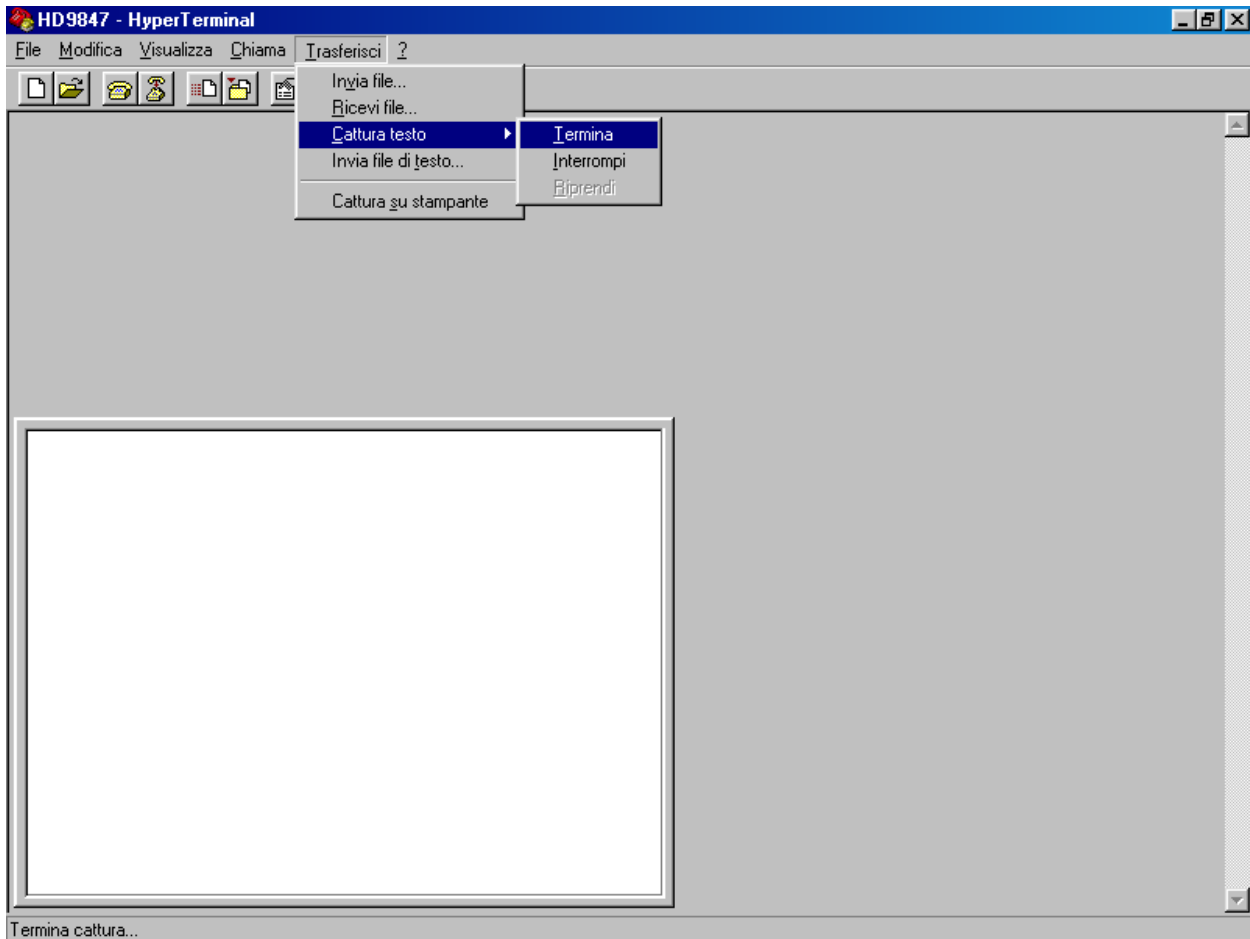 HD9847 - HyperTerminal
File Modifica Visualizza Chiama Trasferisci ?
Invia file...
Ricevi file...
Cattura testo
Invia file di testo...
Cattura su stampante
Termina
Interrompi
Riprendi
Termina cattura...